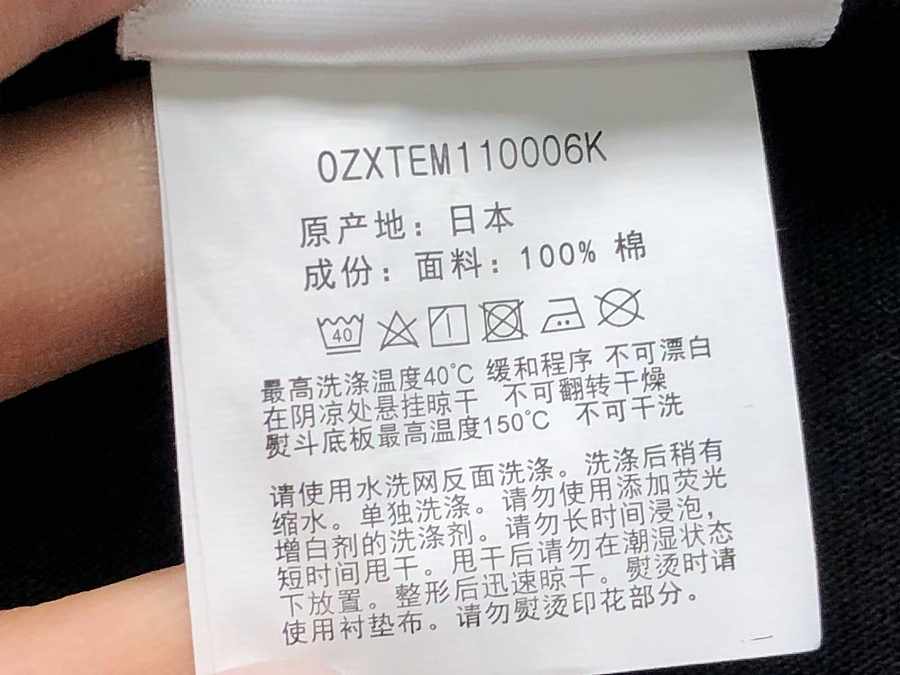 OZXTEM110006K
原产地：日本
成份：面料：100% 棉
40
最高洗涤温度40℃ 缓和程序 不可漂白
在阴凉处悬挂晾干 不可翻转干燥
熨斗底板最高温度150℃ 不可干洗
请使用水洗网反面洗涤。洗涤后稍有
缩水。单独洗涤。请勿使用添加荧光
增白剂的洗涤剂。请勿长时间浸泡，
短时间甩干。甩干后请勿在潮湿状态
下放置。整形后迅速晾干。熨烫时请
使用衬垫布。请勿熨烫印花部分。